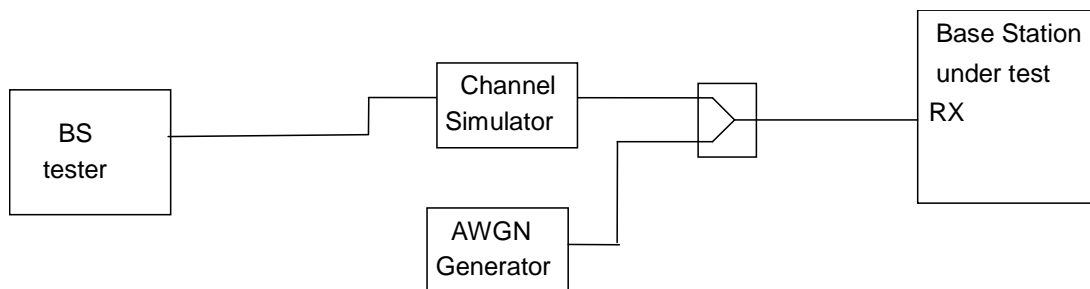 BS
tester
Channel
Simulator
AWGN
Generator
Base Station
under test
RX